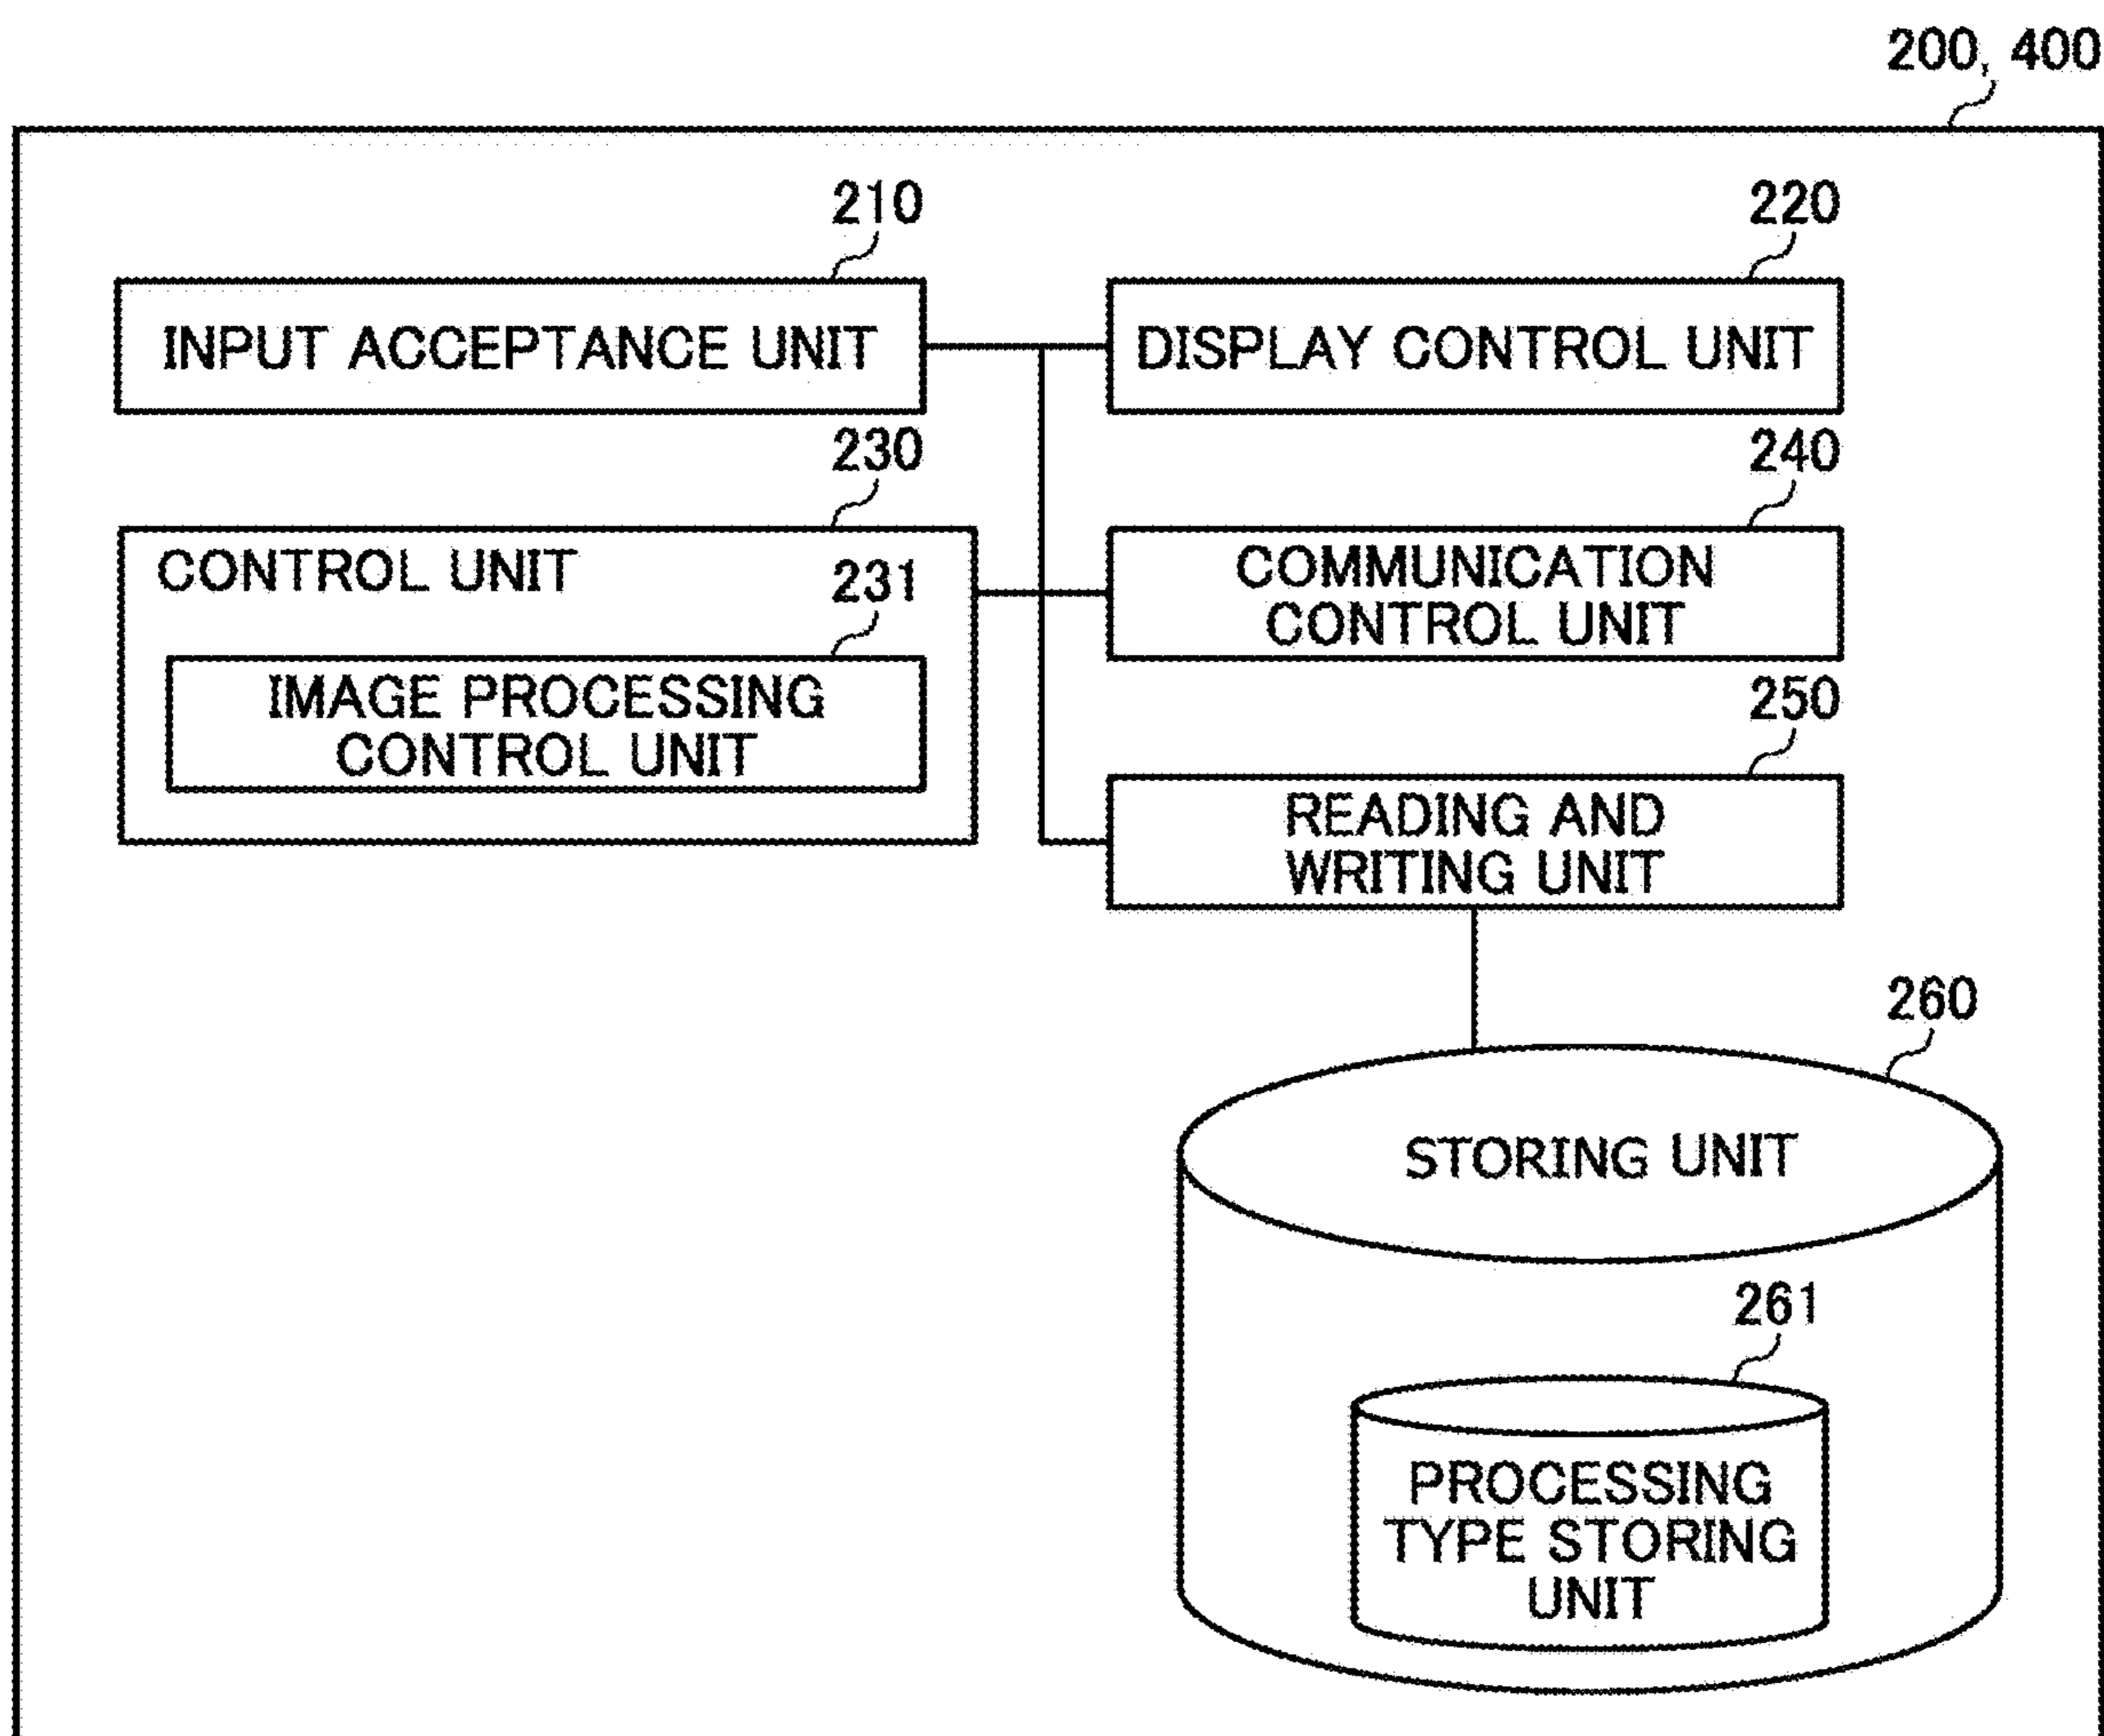 200, 400
210
INPUT ACCEPTANCE UNIT
220
DISPLAY CONTROL UNIT
230
CONTROL UNIT
231
IMAGE PROCESSING
CONTROL UNIT
240
COMMUNICATION
CONTROL UNIT
250
READING AND
WRITING UNIT
260
STORING UNIT
261
PROCESSING
TYPE STORING
UNIT